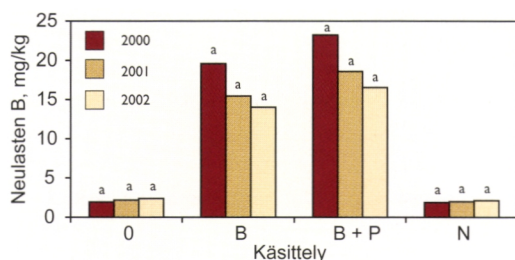 Neulasten B, mg/kg
25
20
15
10
5
0
2000
2001
2002
a a a
a a a
a a a
a a a
0 B B + P N
Käsittely